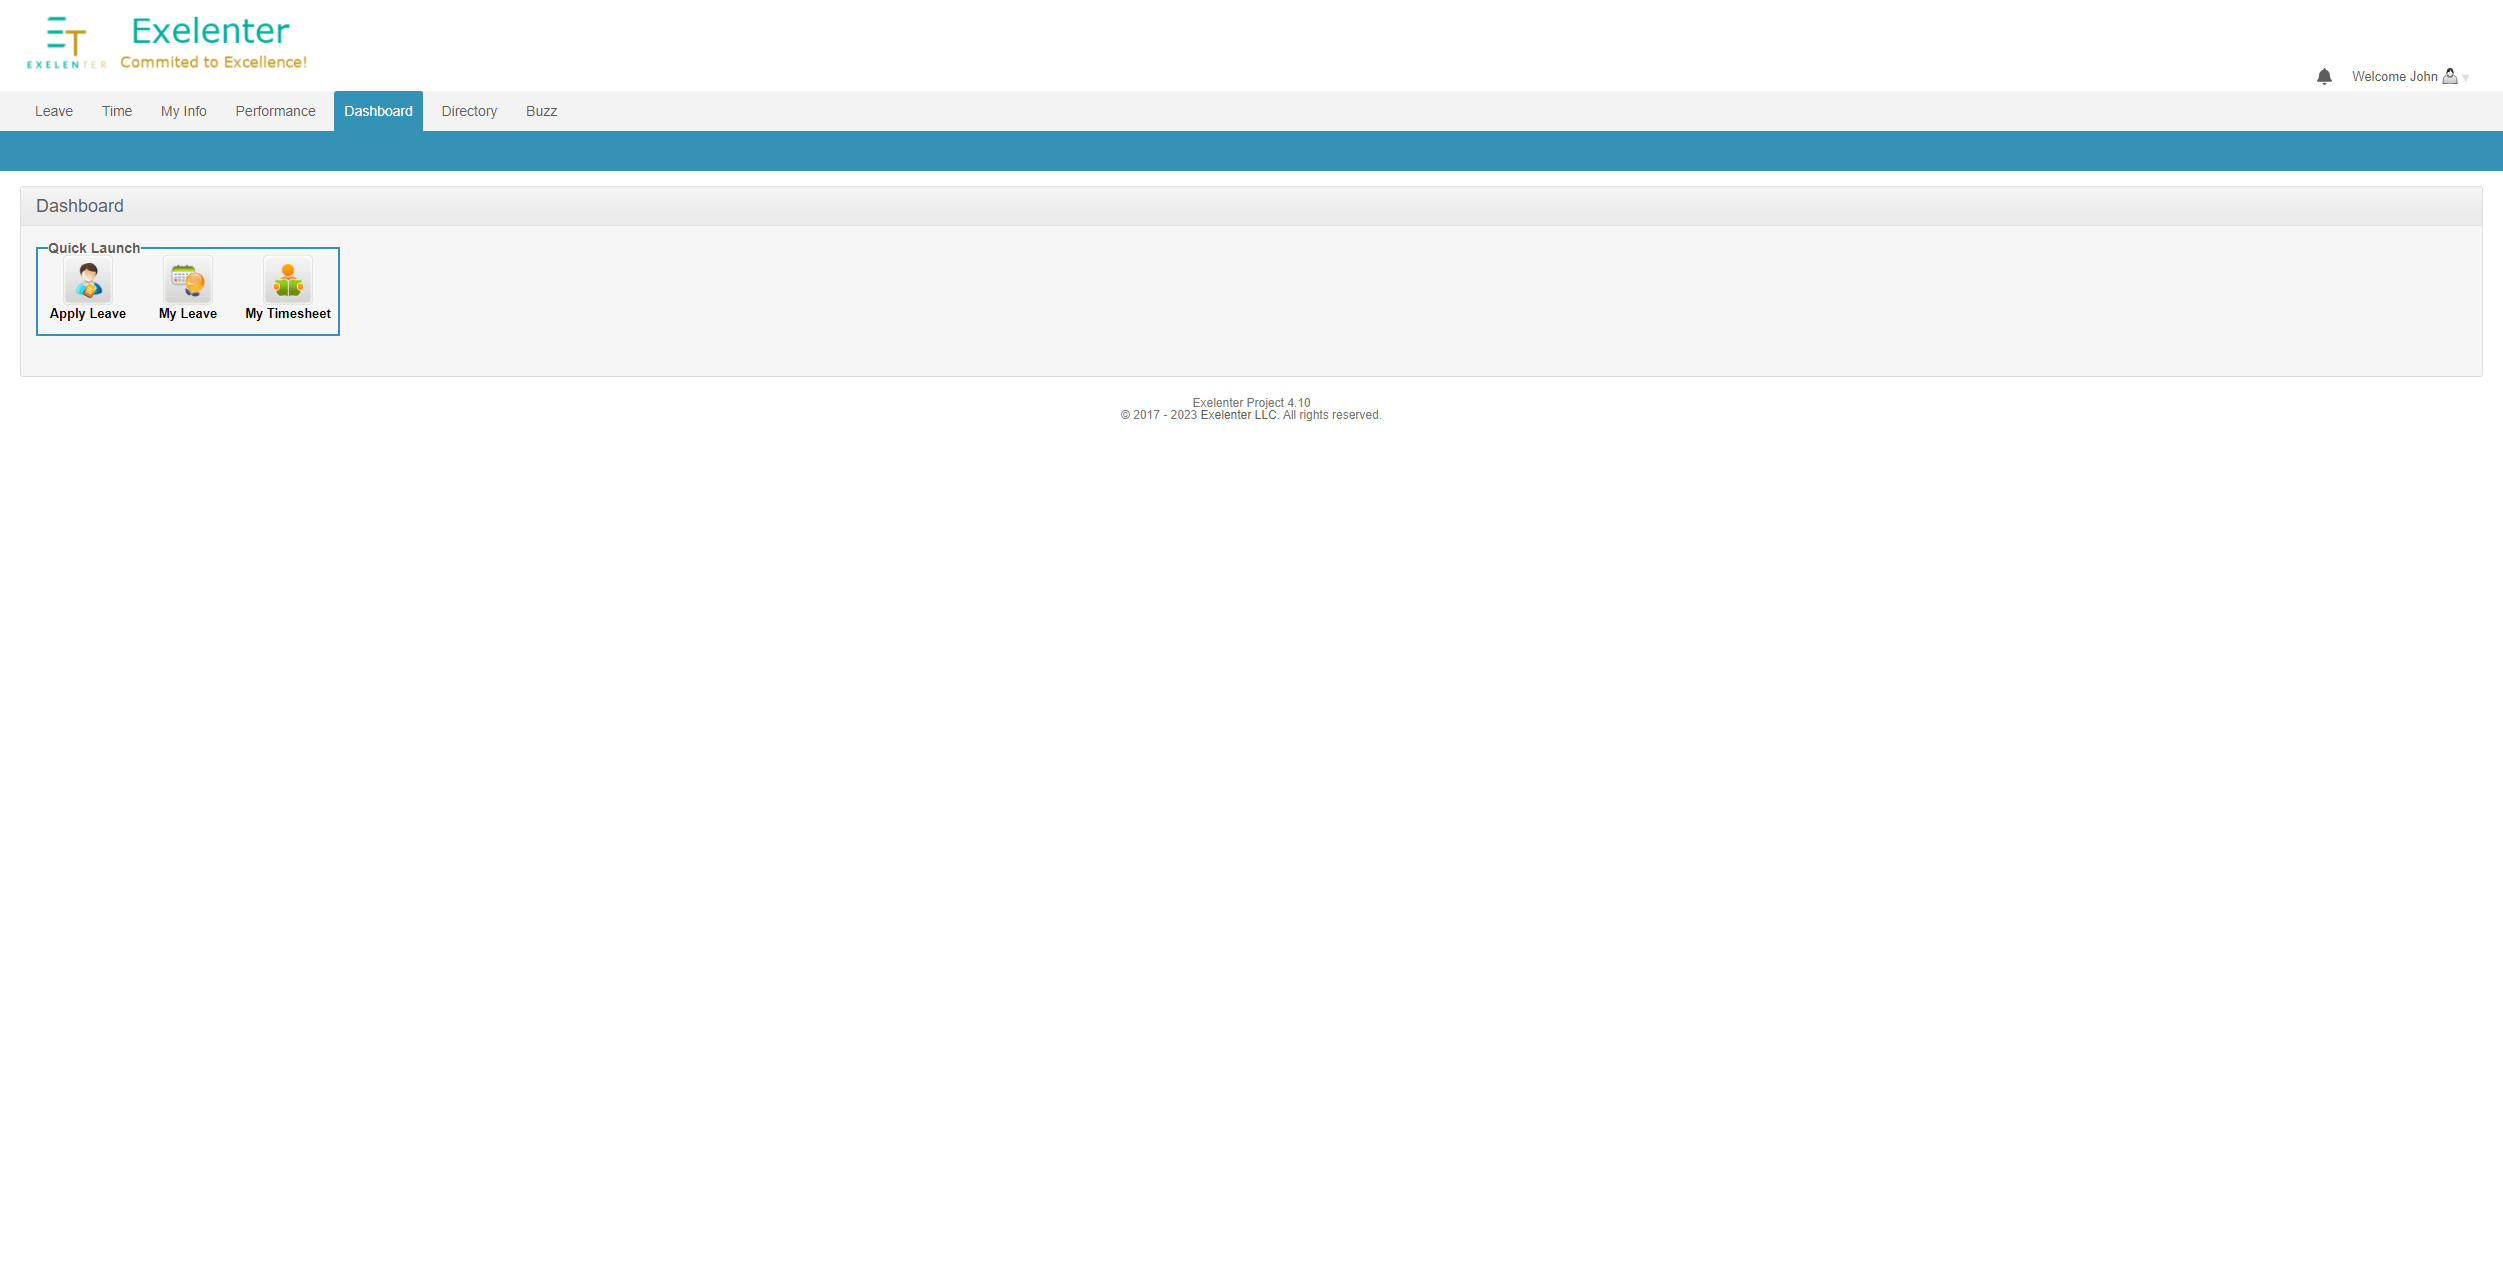 Exelenter
EXELENTER Commited to Excellence!
Welcome John
Leave Time My Info Performance Dashboard Directory Buzz
Dashboard
Quick Launch
Apply Leave My Leave My Timesheet
Exelenter Project 4.10
© 2017 - 2023 Exelenter LLC. All rights reserved.